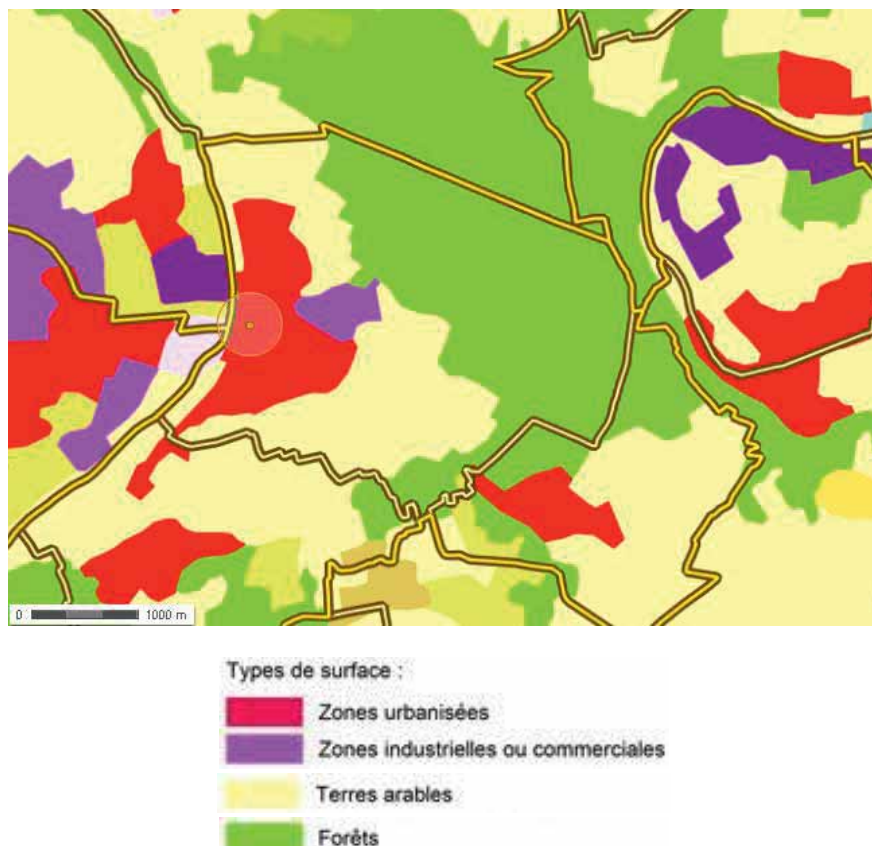 0 1000 m
Types de surface :
Zones urbanisées
Zones industrielles ou commerciales
Terres arables
Forêts